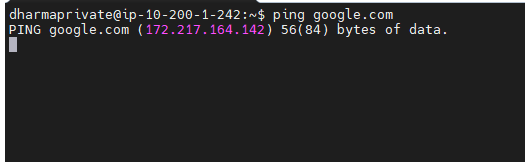 dharmaprivate@ip-10-200-1-242:~$ ping google.com
PING google.com (172.217.164.142) 56(84) bytes of data.